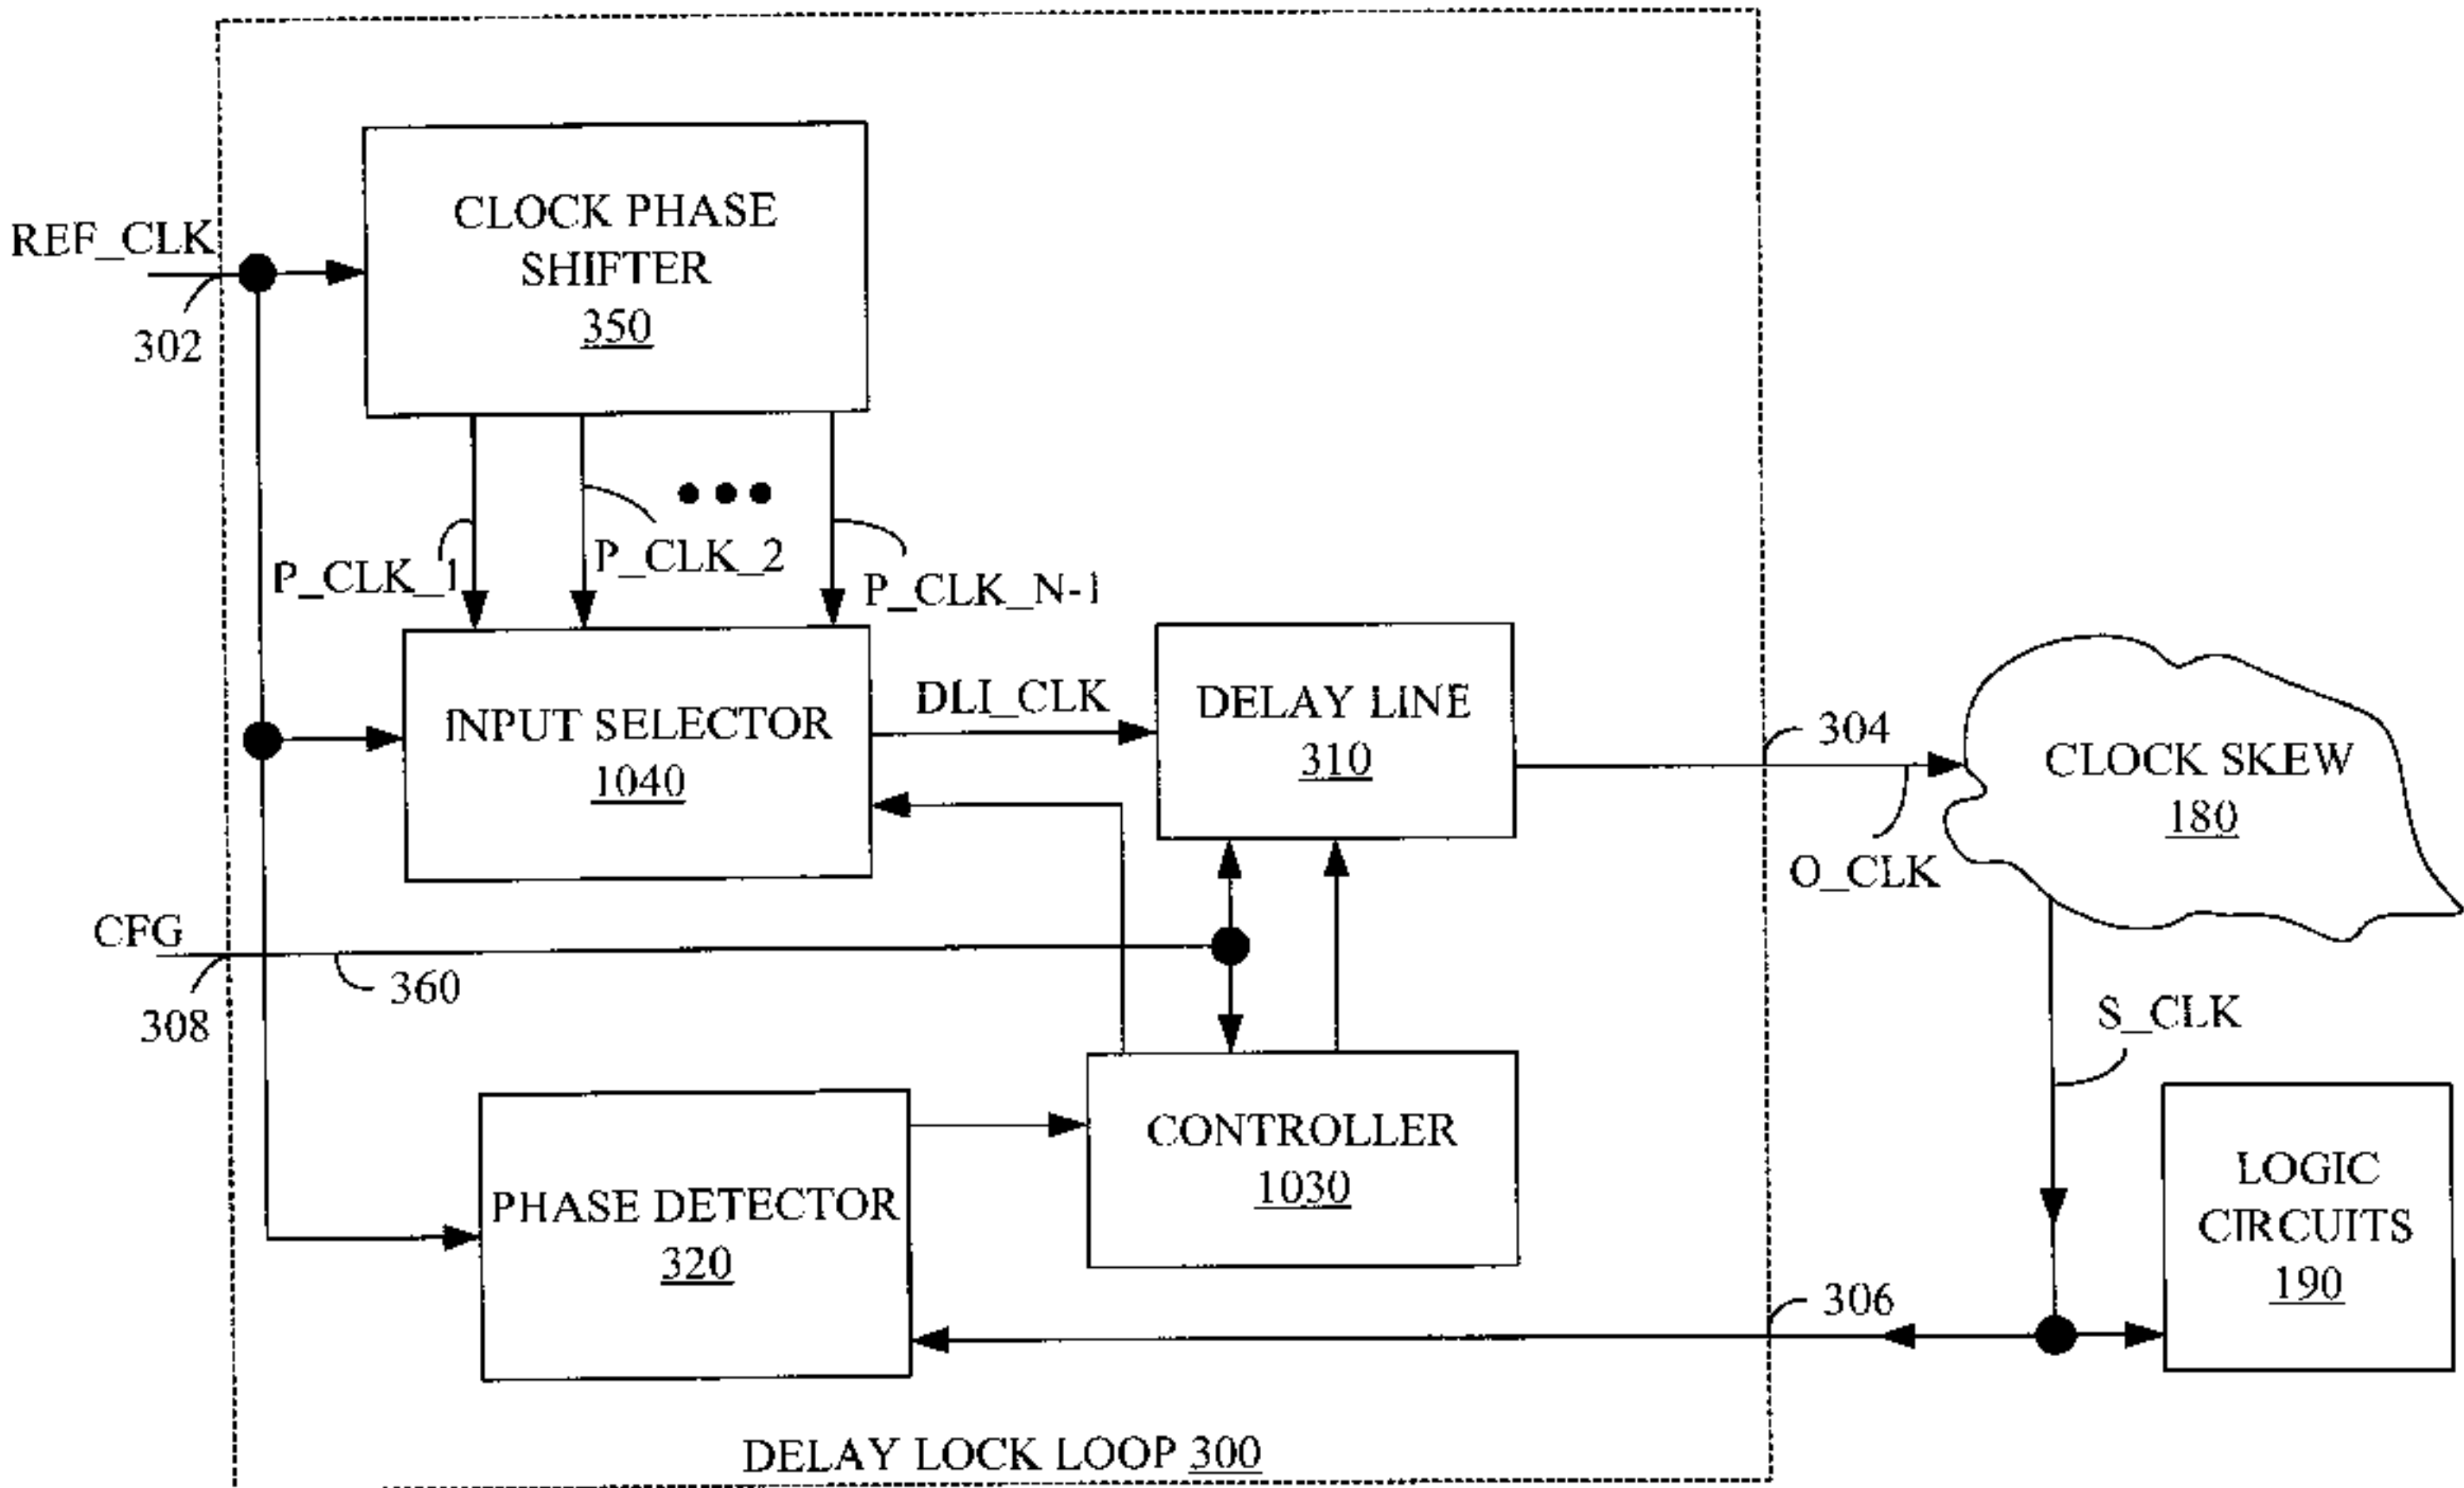 REF_CLK
302
CLOCK PHASE
SHIFTER
350
P_CLK_1
P_CLK_2
P_CLK_N-1
INPUT SELECTOR
1040
DLI_CLK
DELAY LINE
310
304
O_CLK
CLOCK SKEW
180
CFG
308
360
S_CLK
PHASE DETECTOR
320
CONTROLLER
1030
306
LOGIC
CIRCUITS
190
DELAY LOCK LOOP 300